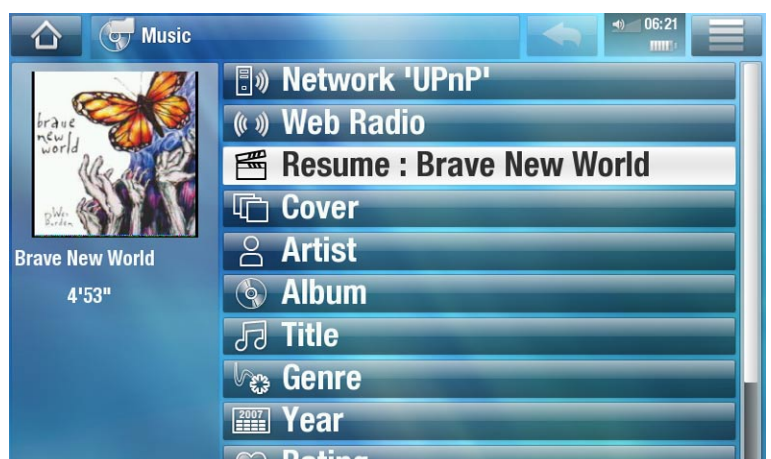 Music
06:21
brave
new
world
Brave New World
4'53"
Network 'UPnP'
Web Radio
Resume : Brave New World
Cover
Artist
Album
Title
Genre
2007
Year
Rating